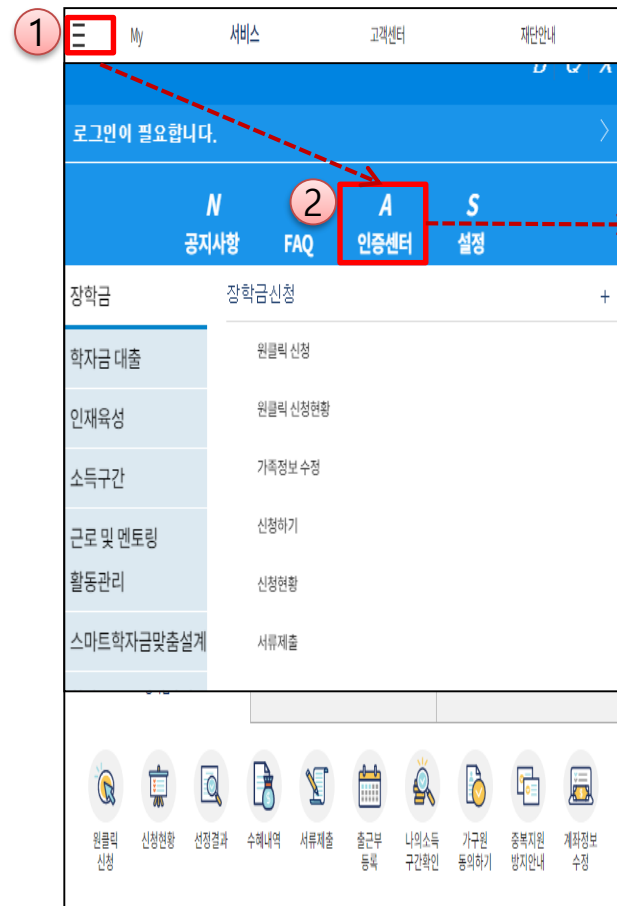 1
My 서비스 고객센터 재단안내
로그인이 필요합니다.
2
N A S
공지사항 FAQ 인증센터 설정
장학금
학자금 대출
인재육성
소득구간
근로 및 멘토링
활동관리
스마트학자금맞춤설계
장학금신청 +
원클릭 신청
원클릭 신청현황
가족정보 수정
신청하기
신청현황
서류제출
원클릭
신청
신청현황
선정결과
수혜내역
서류제출
출근부
등록
나의소득
구간확인
가구원
동의하기
중복지원
방지안내
계좌정보
수정